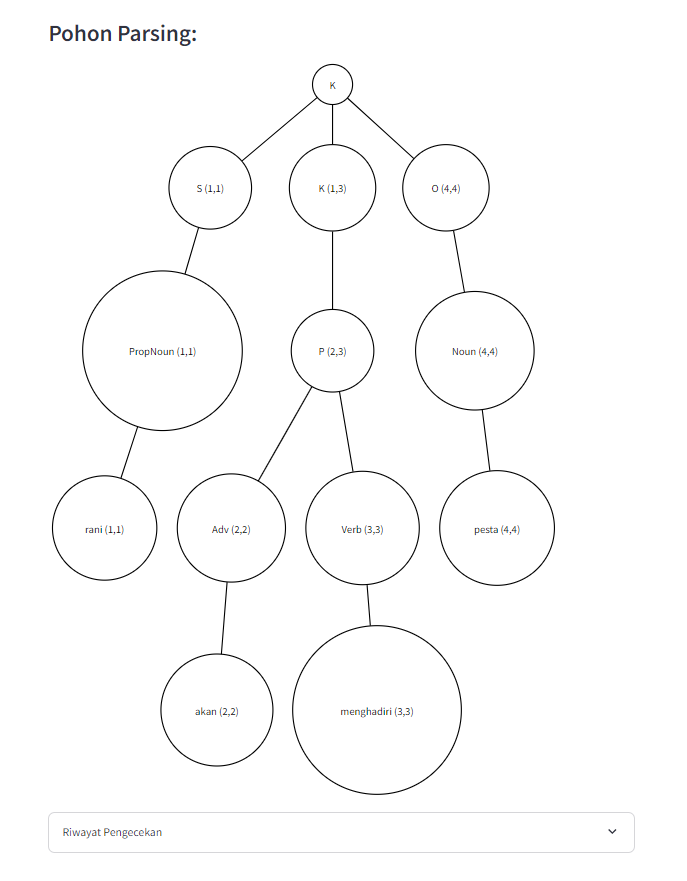 Pohon Parsing:
K
S (1,1)
K (1,3)
O (4,4)
PropNoun (1,1)
P (2,3)
Noun (4,4)
rani (1,1)
Adv (2,2)
Verb (3,3)
pesta (4,4)
akan (2,2)
menghadiri (3,3)
Riwayat Pengecekan